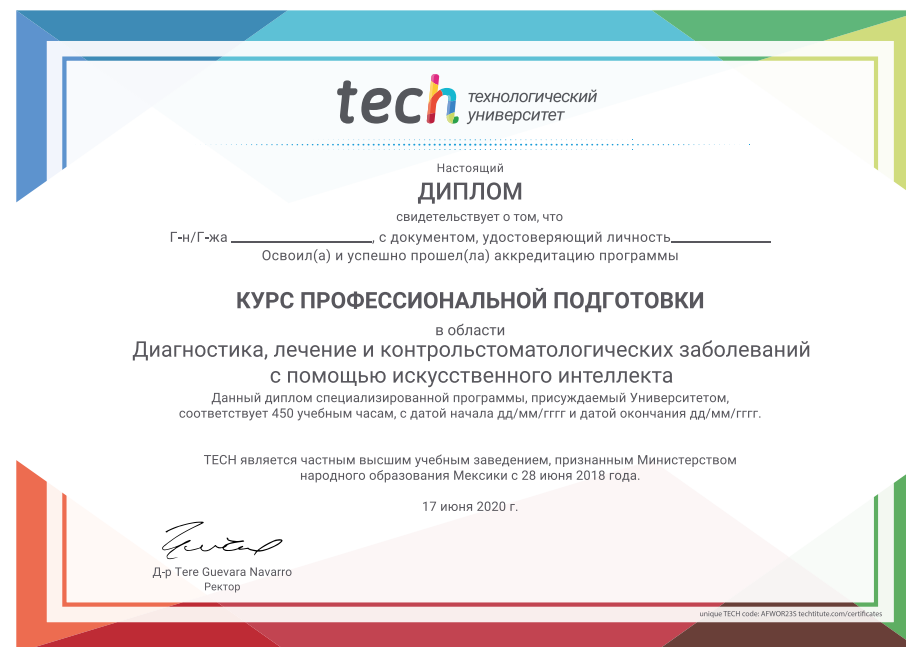 tech технологический
университет
Настоящий
ДИПЛОМ
свидетельствует о том, что
Г-н/Г-жа ____________________, с документом, удостоверяющий личность______________
Освоил(а) и успешно прошел(ла) аккредитацию программы
КУРС ПРОФЕССИОНАЛЬНОЙ ПОДГОТОВКИ
в области
Диагностика, лечение и контрольстоматологических заболеваний
с помощью искусственного интеллекта
Данный диплом специализированной программы, присуждаемый Университетом,
соответствует 450 учебным часам, с датой начала дд/мм/гггг и датой окончания дд/мм/гггг.
TECH является частным высшим учебным заведением, признанным Министерством
народного образования Мексики с 28 июня 2018 года.
17 июня 2020 г.
Д-р Tere Guevara Navarro
Ректор
unique TECH code: AFWOR23S techtitute.com/certificates